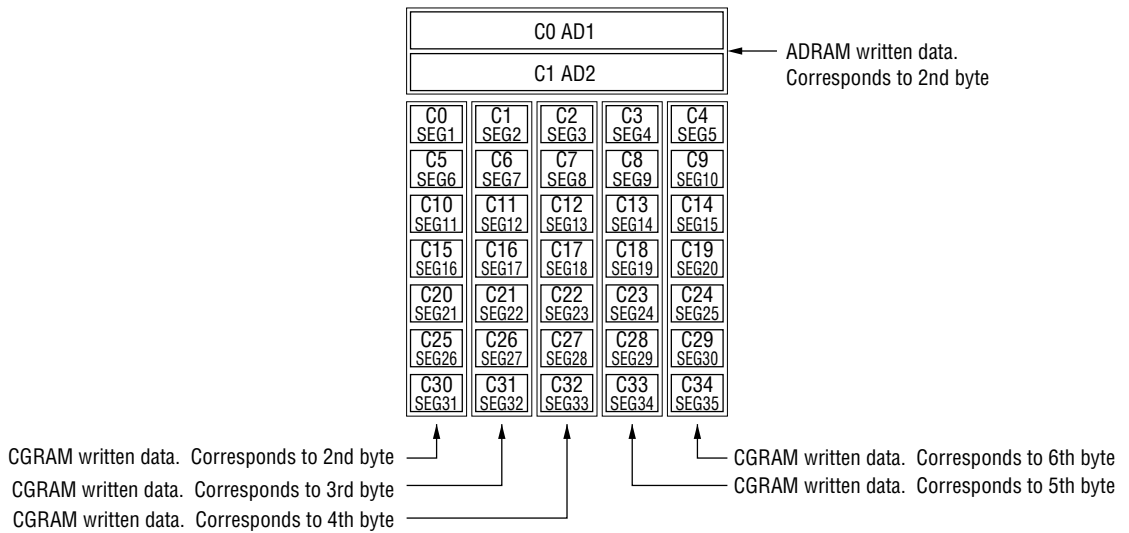 C0 AD1
C1 AD2
ADRAM written data.
Corresponds to 2nd byte
C0 C1 C2 C3 C4
SEG1 SEG2 SEG3 SEG4 SEG5
C5 C6 C7 C8 C9
SEG6 SEG7 SEG8 SEG9 SEG10
C10 C11 C12 C13 C14
SEG11 SEG12 SEG13 SEG14 SEG15
C15 C16 C17 C18 C19
SEG16 SEG17 SEG18 SEG19 SEG20
C20 C21 C22 C23 C24
SEG21 SEG22 SEG23 SEG24 SEG25
C25 C26 C27 C28 C29
SEG26 SEG27 SEG28 SEG29 SEG30
C30 C31 C32 C33 C34
SEG31 SEG32 SEG33 SEG34 SEG35
CGRAM written data. Corresponds to 2nd byte
CGRAM written data. Corresponds to 3rd byte
CGRAM written data. Corresponds to 4th byte
CGRAM written data. Corresponds to 6th byte
CGRAM written data. Corresponds to 5th byte